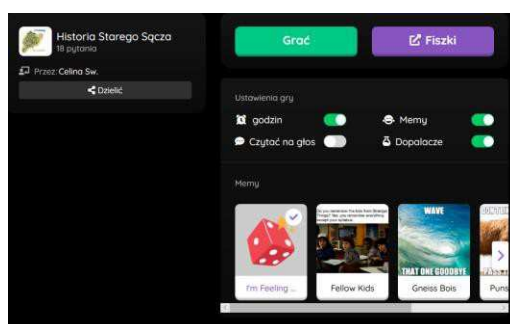 Historia Starego Sącza
18 pytania
Przez: Celina Sw.
Dzielić
Grać
Fiszki
Ustawienia gry
godzin
Memy
Czytać na głos
Dopalacze
Memy
I'm Feeling ...
Fellow Kids
WAVE
THAT ONE GOODBYE
Gneiss Bois
Puns